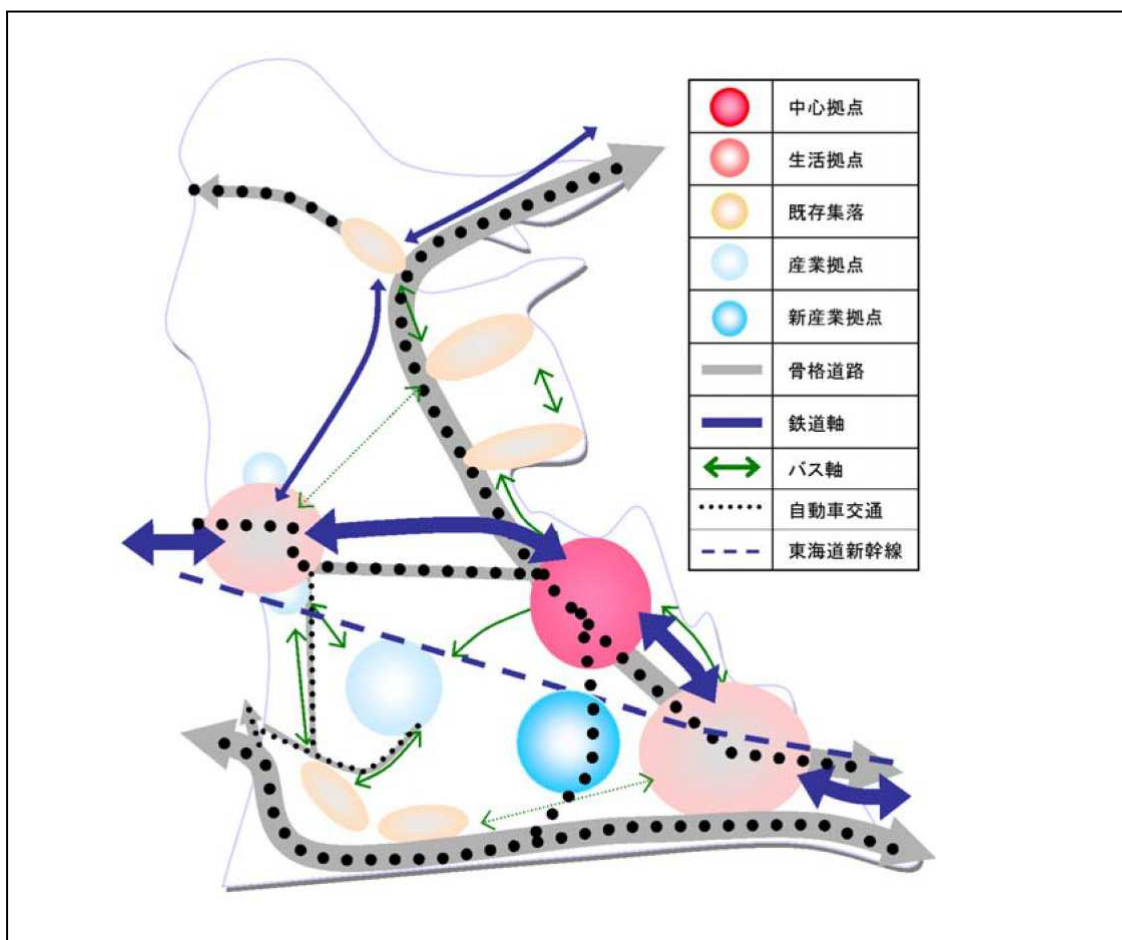 中心拠点
生活拠点
既存集落
産業拠点
新産業拠点
骨格道路
鉄道軸
バス軸
自動車交通
東海道新幹線